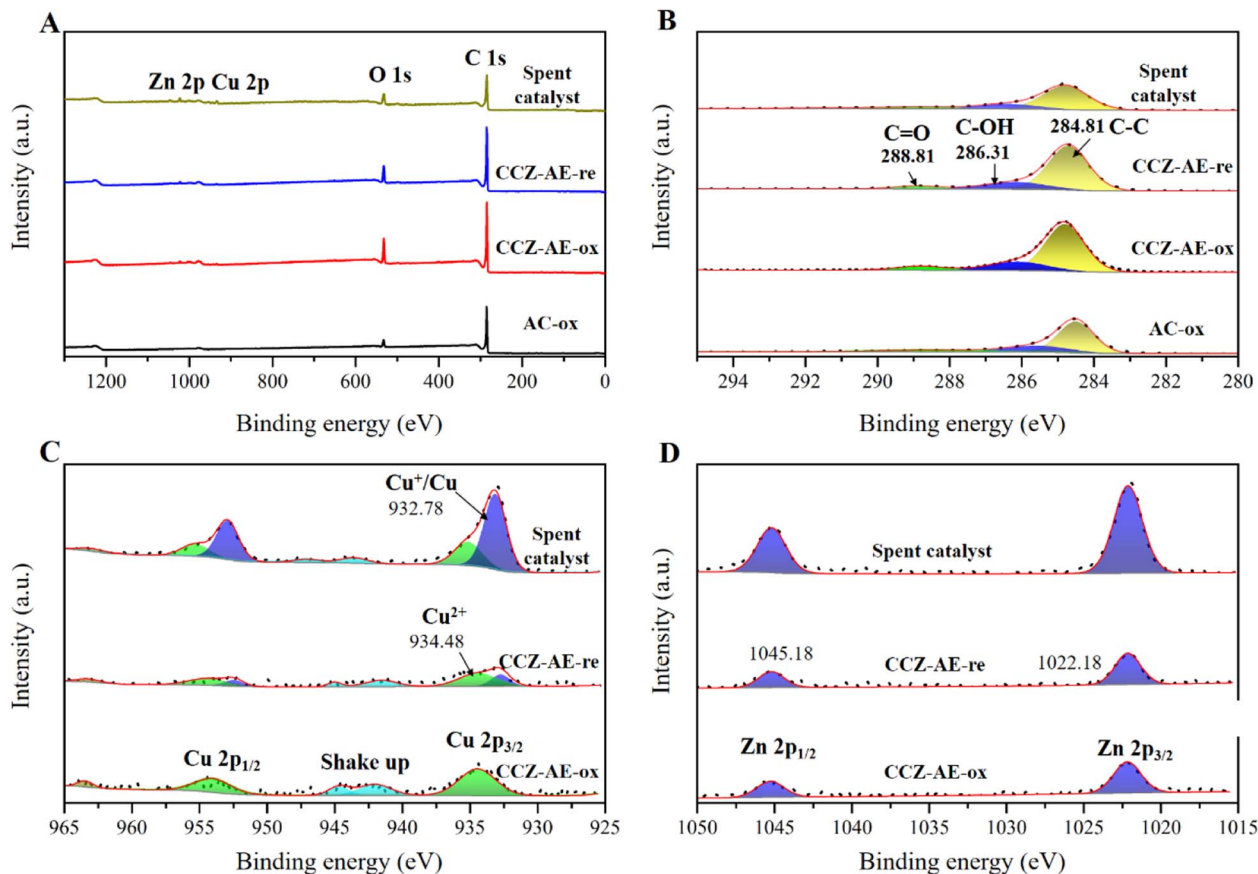 A
Zn 2p Cu 2p
O 1s
C 1s
Spent
catalyst
CCZ-AE-re
CCZ-AE-ox
AC-ox
Intensity (a.u.)
1200 1000 800 600 400 200 0
Binding energy (eV)
B
Spent
catalyst
C=O
288.81
C-OH
286.31
284.81 C-C
CCZ-AE-re
CCZ-AE-ox
AC-ox
Intensity (a.u.)
294 292 290 288 286 284 282 280
Binding energy (eV)
C
Cu⁺/Cu
932.78
Spent
catalyst
Cu²⁺
934.48
CCZ-AE-re
Cu 2p₁/₂
Shake up
Cu 2p₃/₂
CCZ-AE-ox
Intensity (a.u.)
965 960 955 950 945 940 935 930 925
Binding energy (eV)
D
Spent catalyst
1045.18
CCZ-AE-re
1022.18
Zn 2p₁/₂
CCZ-AE-ox
Zn 2p₃/₂
Intensity (a.u.)
1050 1045 1040 1035 1030 1025 1020 1015
Binding energy (eV)